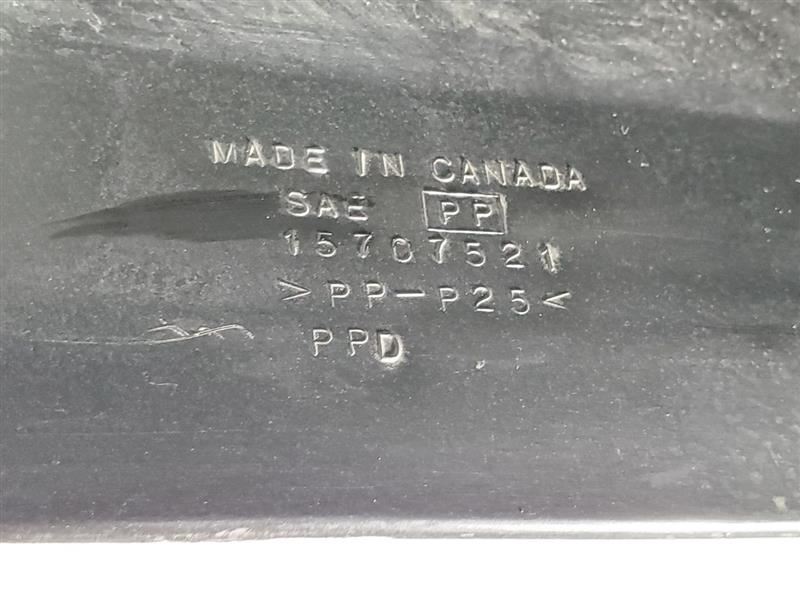 MADE IN CANADA
SAE PP
15707521
>PP-P25<
PPD